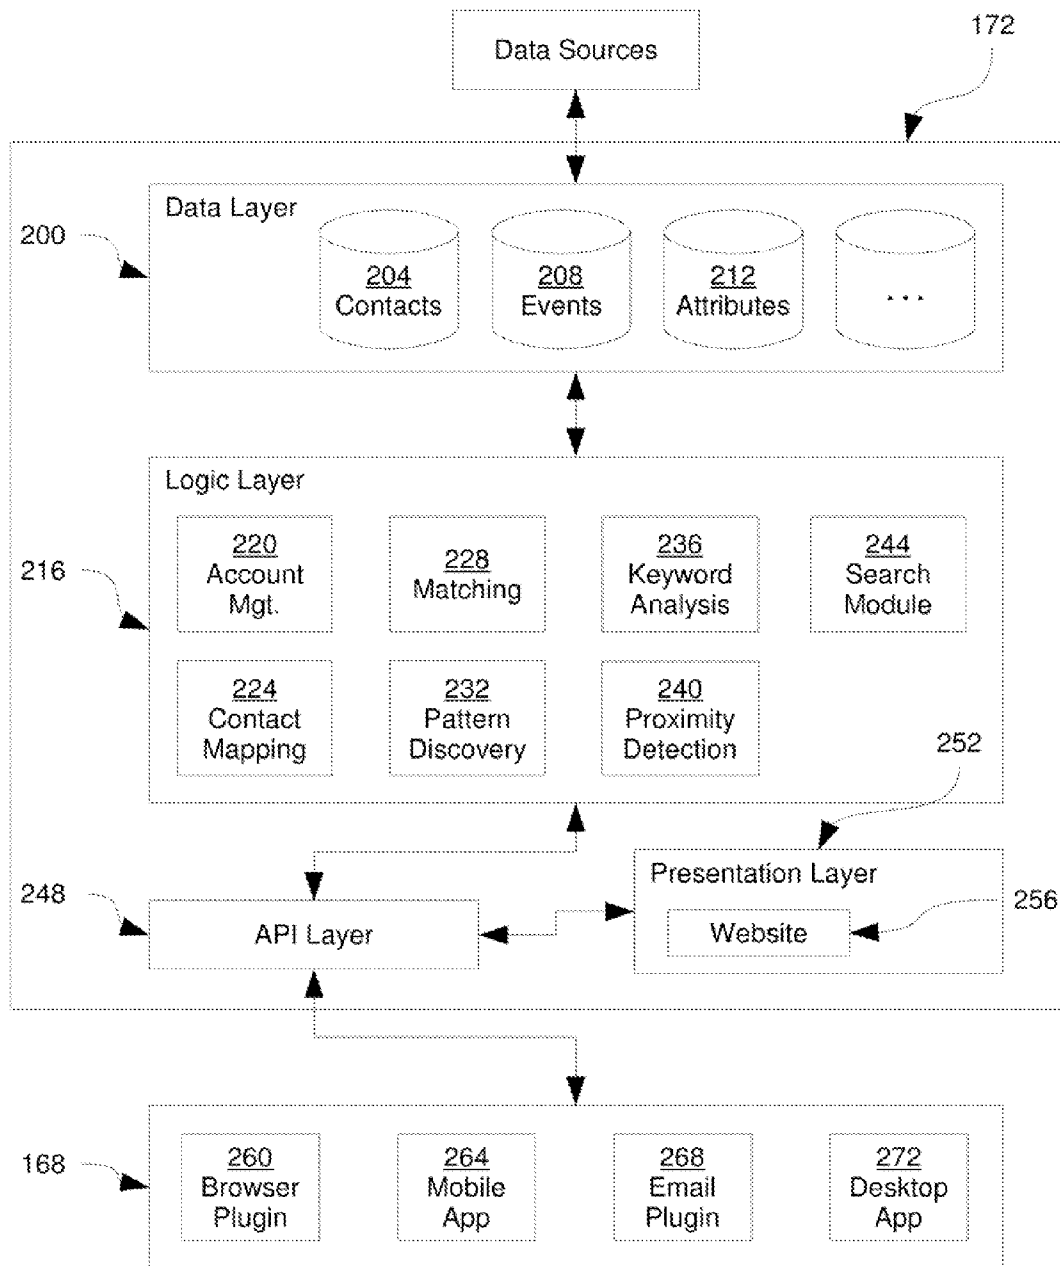 172
Data Sources
Data Layer
200
204
Contacts
208
Events
212
Attributes
...
Logic Layer
216
220
Account
Mgt.
228
Matching
236
Keyword
Analysis
244
Search
Module
224
Contact
Mapping
232
Pattern
Discovery
240
Proximity
Detection
252
248
API Layer
Presentation Layer
Website
256
168
260
Browser
Plugin
264
Mobile
App
268
Email
Plugin
272
Desktop
App